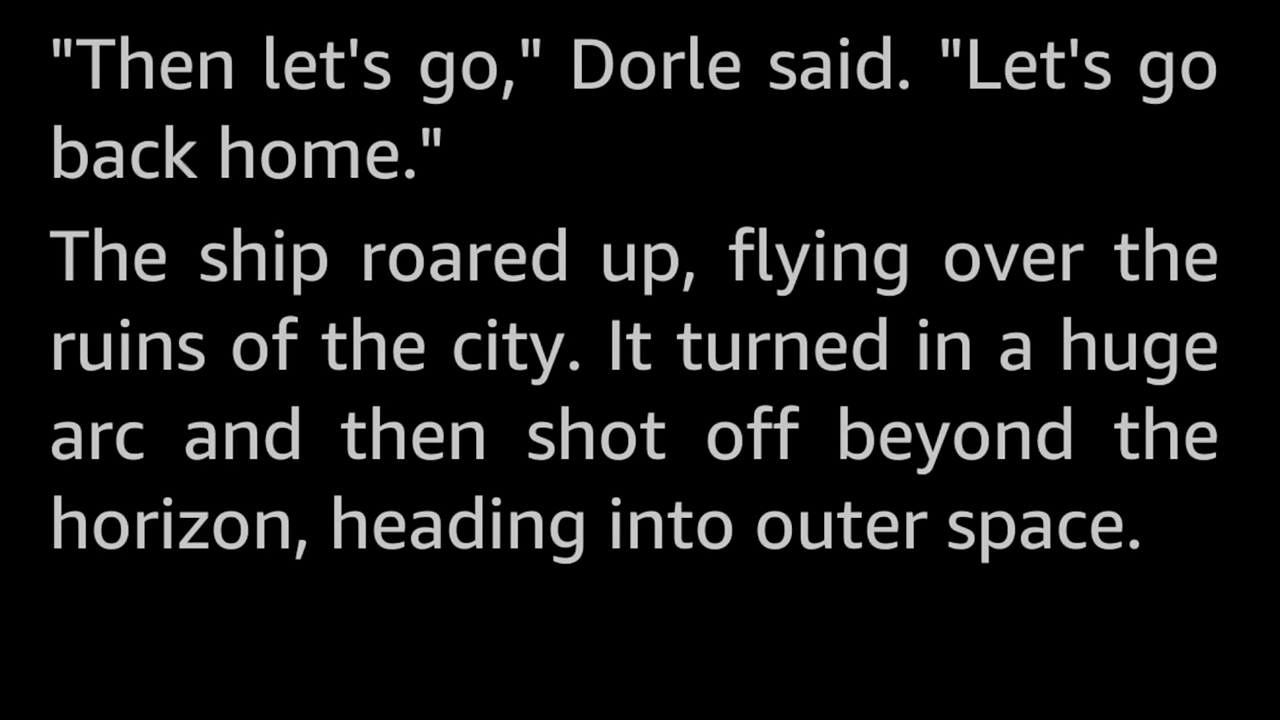 "Then let's go," Dorle said. "Let's go
back home."
The ship roared up, flying over the
ruins of the city. It turned in a huge
arc and then shot off beyond the
horizon, heading into outer space.